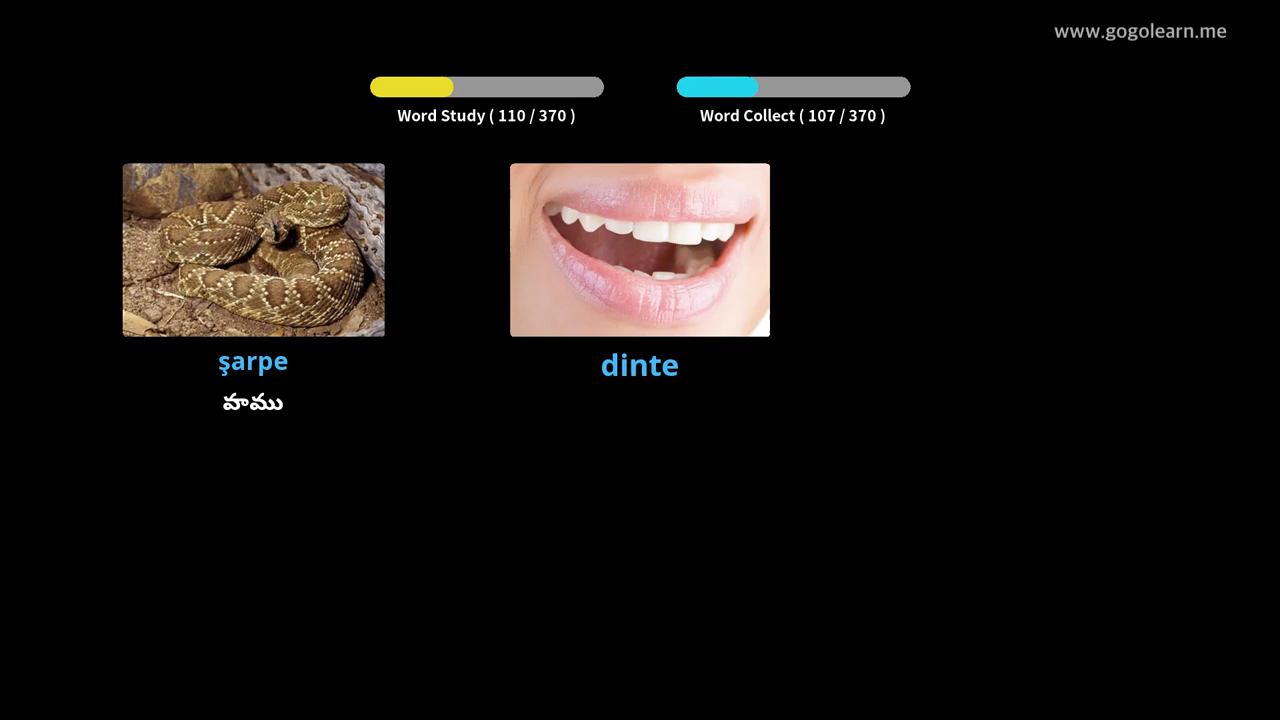 www.gogolearn.me
Word Study ( 110 / 370 )
Word Collect ( 107 / 370 )
şarpe
పాము
dinte